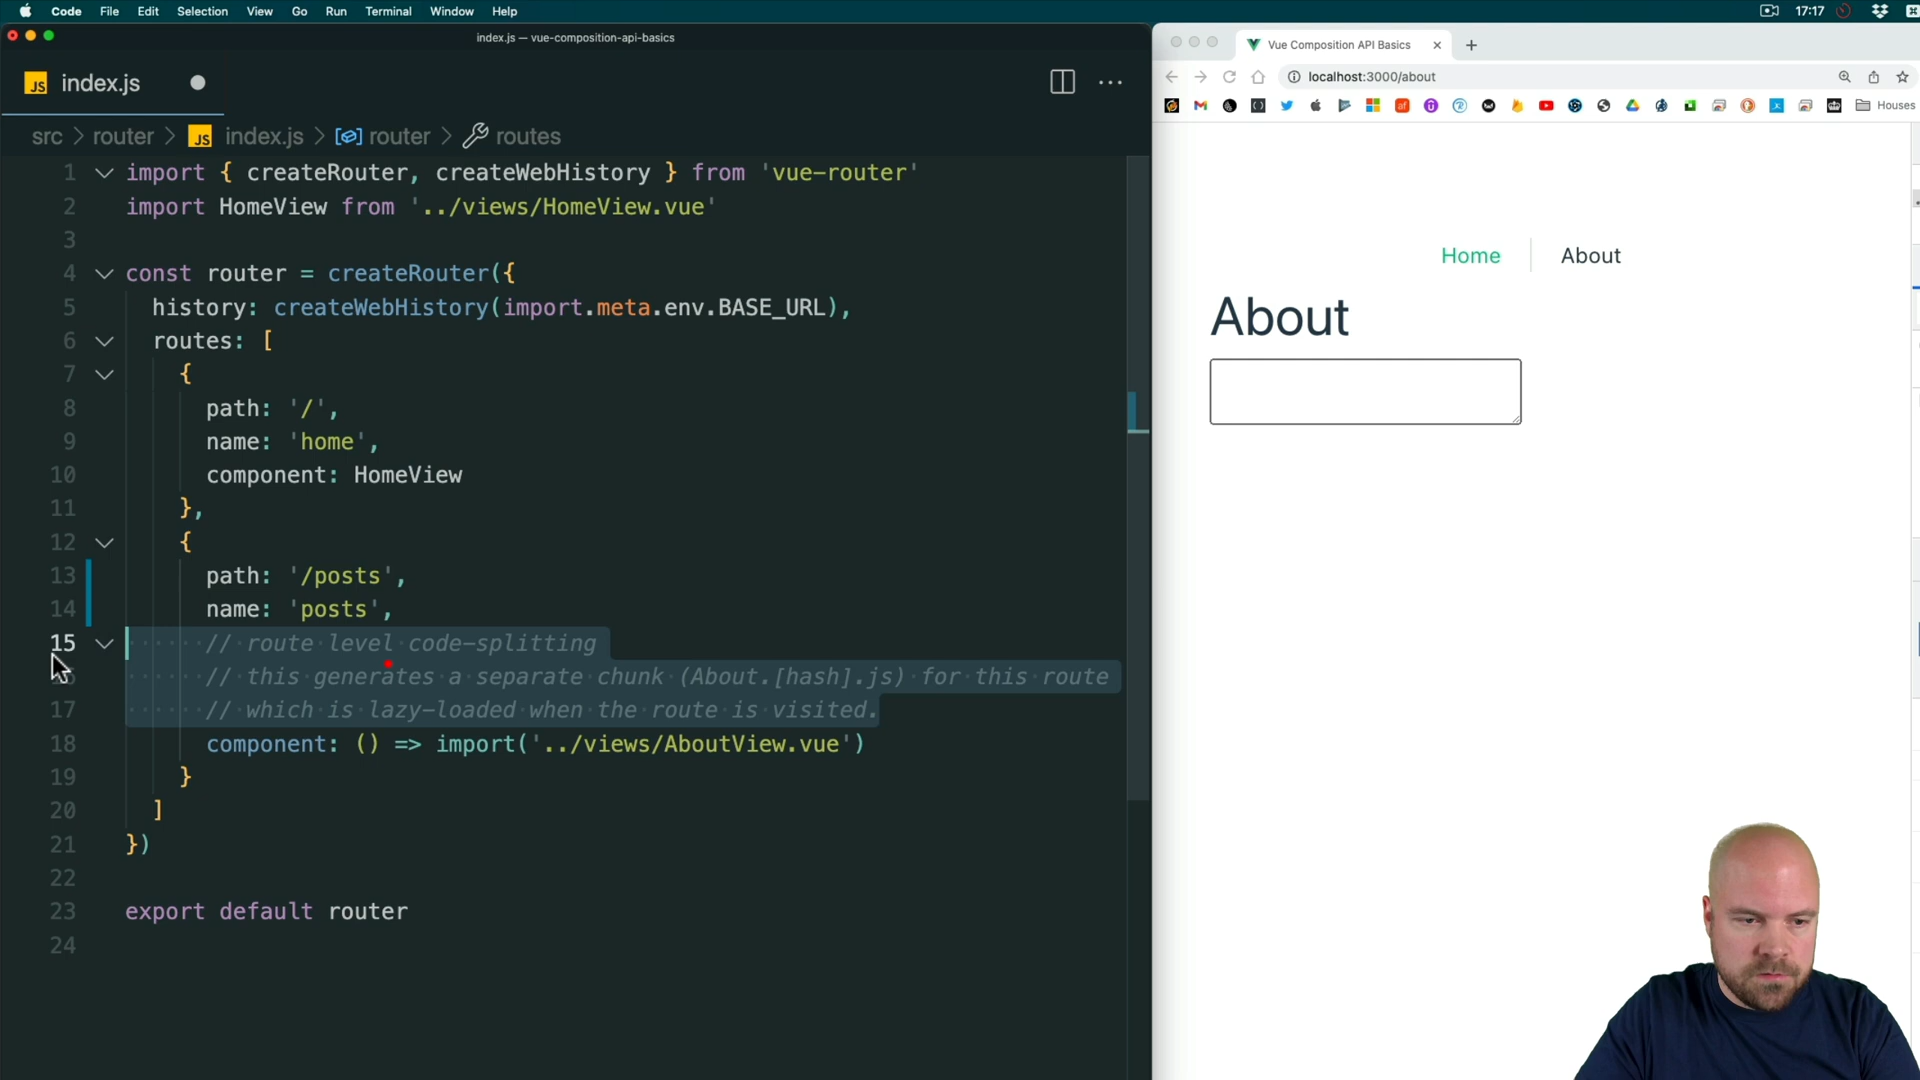 Code File Edit Selection View Go Run Terminal Window Help
17:17
index.js — vue-composition-api-basics
JS index.js
src > router > JS index.js > router > routes
1 import { createRouter, createWebHistory } from 'vue-router'
2 import HomeView from '../views/HomeView.vue'
3
4 const router = createRouter({
5 history: createWebHistory(import.meta.env.BASE_URL),
6 routes: [
7 {
8 path: '/',
9 name: 'home',
10 component: HomeView
11 },
12 {
13 path: '/posts',
14 name: 'posts',
15 // route level code-splitting
// this generates a separate chunk (About.[hash].js) for this route
17 // which is lazy-loaded when the route is visited.
18 component: () => import('../views/AboutView.vue')
19 }
20 ]
21 })
22
23 export default router
24
Vue Composition API Basics
localhost:3000/about
Houses
Home About
About